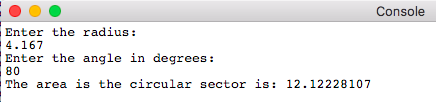 Console
Enter the radius:
4.167
Enter the angle in degrees:
80
The area is the circular sector is: 12.12228107